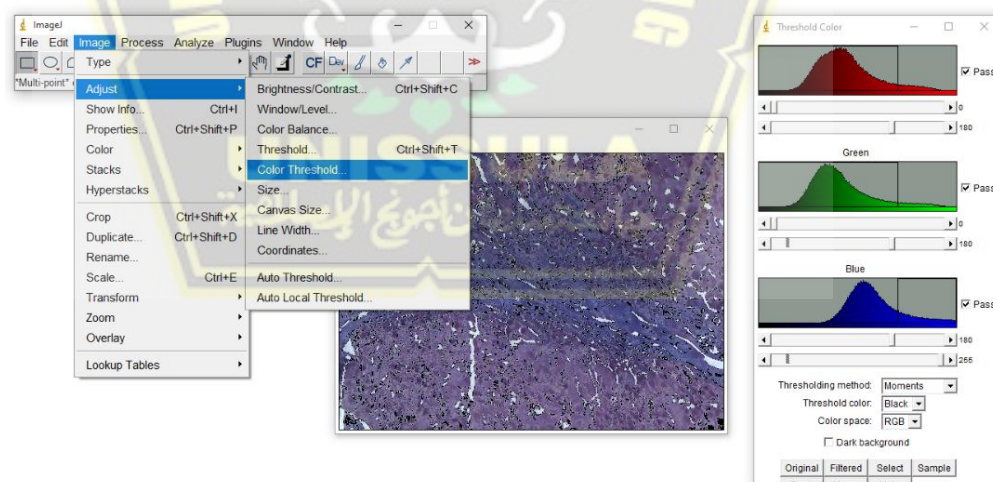 ImageJ
File Edit Image Process Analyze Plugins Window Help
CF Dev
*Multi-point*
Type
Adjust
Show Info... Ctrl+I
Properties... Ctrl+Shift+P
Color
Stacks
Hyperstacks
Crop Ctrl+Shift+X
Duplicate... Ctrl+Shift+D
Rename...
Scale... Ctrl+E
Transform
Zoom
Overlay
Lookup Tables
Brightness/Contrast... Ctrl+Shift+C
Window/Level...
Color Balance...
Threshold... Ctrl+Shift+T
Color Threshold...
Size...
Canvas Size...
Line Width...
Coordinates...
Auto Threshold...
Auto Local Threshold...
UNISSULA
Threshold Color
Pass
0
180
Green
Pass
0
180
Blue
Pass
180
255
Thresholding method: Moments
Threshold color: Black
Color space: RGB
Dark background
Original Filtered Select Sample